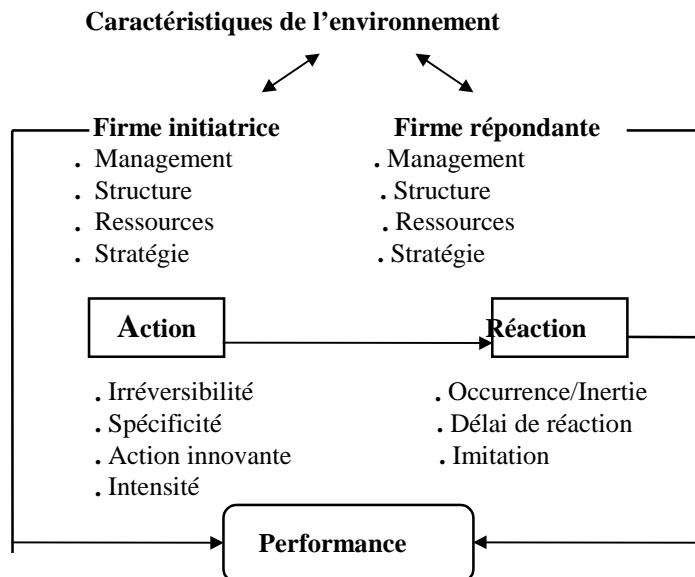 Caractéristiques de l'environnement
Firme initiatrice
. Management
. Structure
. Ressources
. Stratégie
Firme répondante
. Management
. Structure
. Ressources
. Stratégie
Action
Réaction
. Irréversibilité
. Spécificité
. Action innovante
. Intensité
. Occurrence/Inertie
. Délai de réaction
. Imitation
Performance